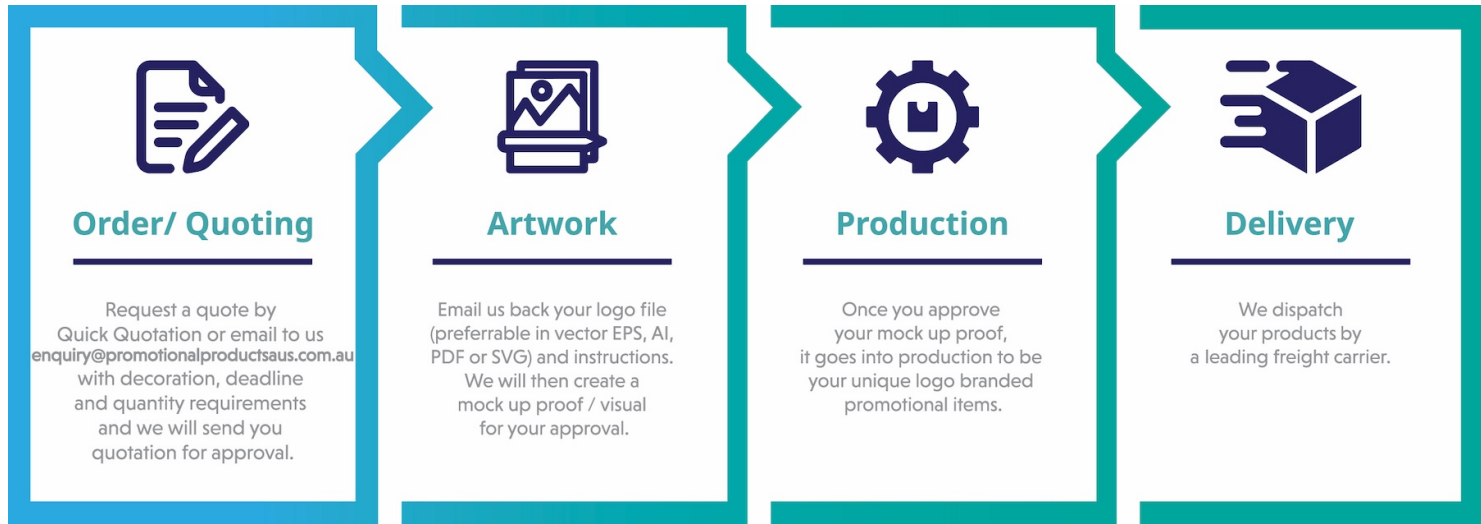 Order/ Quoting
Request a quote by
Quick Quotation or email to us
enquiry@promotionalproductsaus.com.au
with decoration, deadline
and quantity requirements
and we will send you
quotation for approval.
Artwork
Email us back your logo file
(preferrable in vector EPS, AI,
PDF or SVG) and instructions.
We will then create a
mock up proof / visual
for your approval.
Production
Once you approve
your mock up proof,
it goes into production to be
your unique logo branded
promotional items.
Delivery
We dispatch
your products by
a leading freight carrier.